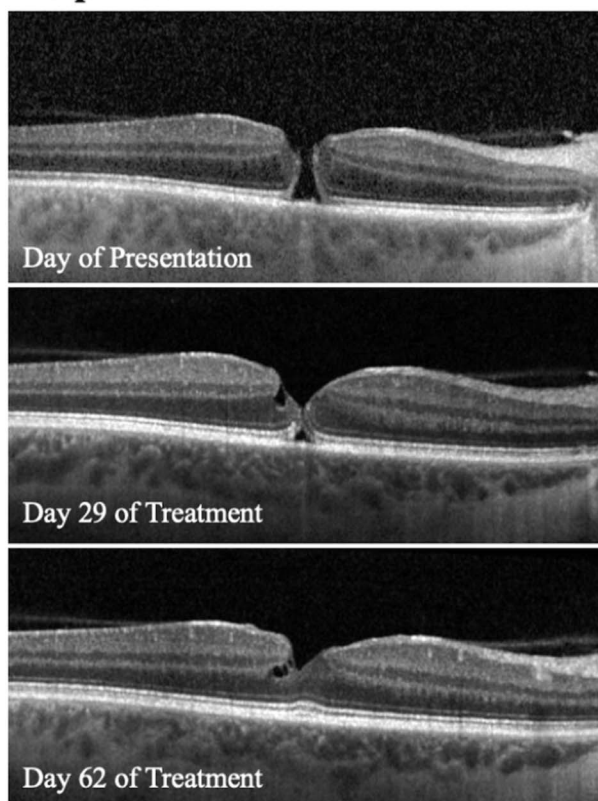 Day of Presentation
Day 29 of Treatment
Day 62 of Treatment